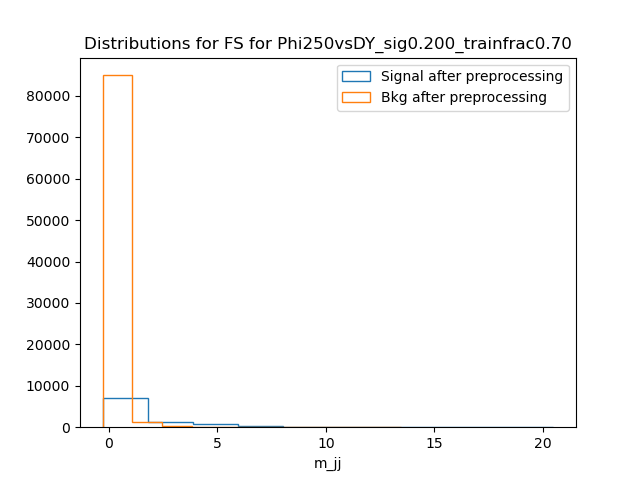 Distributions for FS for Phi250vsDY_sig0.200_trainfrac0.70
Signal after preprocessing
Bkg after preprocessing
80000
70000
60000
50000
40000
30000
20000
10000
0
0 5 10 15 20
m_jj